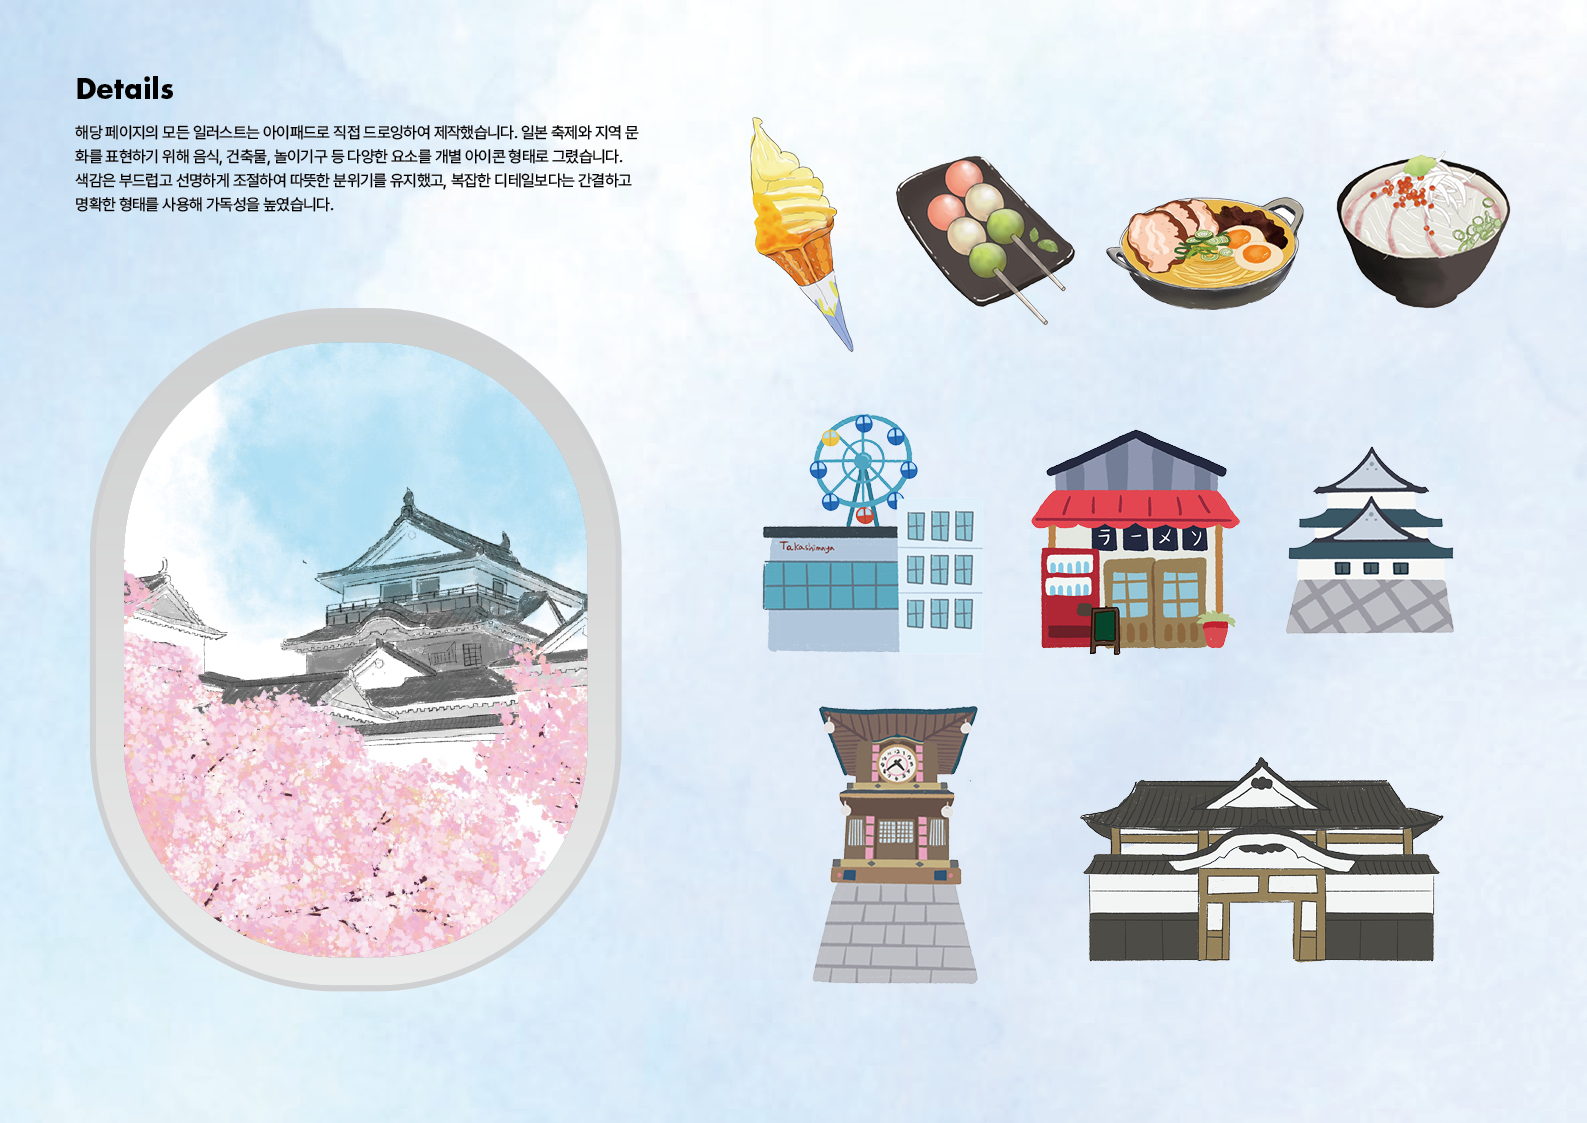 Details
해당 페이지의 모든 일러스트는 아이패드로 직접 드로잉하여 제작했습니다. 일본 축제와 지역 문
화를 표현하기 위해 음식, 건축물, 놀이기구 등 다양한 요소를 개별 아이콘 형태로 그렸습니다.
색감은 부드럽고 선명하게 조절하여 따뜻한 분위기를 유지했고, 복잡한 디테일보다는 간결하고
명확한 형태를 사용해 가독성을 높였습니다.
Takashimaya
ラーメン